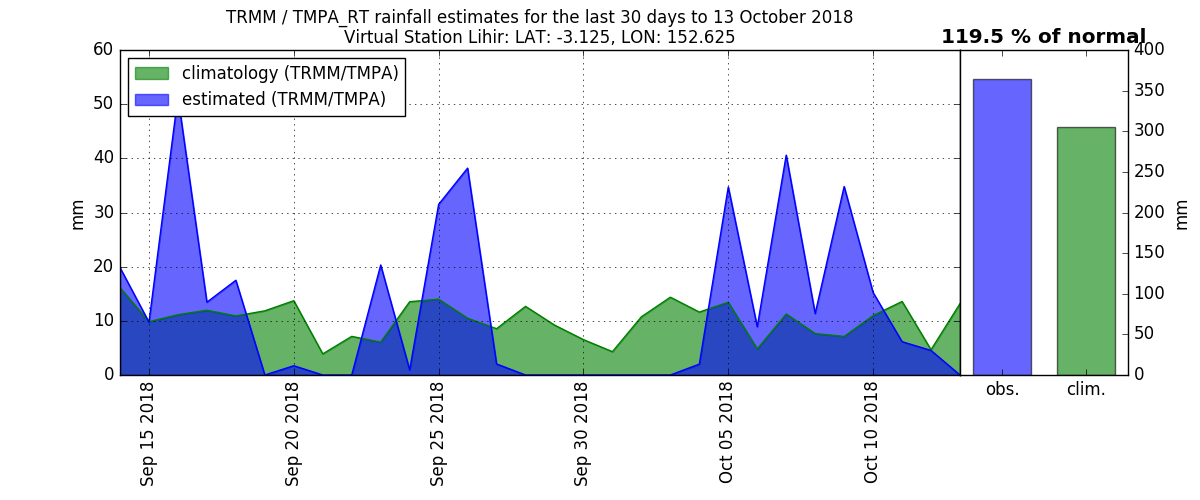 TRMM / TMPA_RT rainfall estimates for the last 30 days to 13 October 2018
Virtual Station Lihir: LAT: -3.125, LON: 152.625
119.5 % of normal
climatology (TRMM/TMPA)
estimated (TRMM/TMPA)
60
50
40
30
20
10
0
mm
Sep 15 2018
Sep 20 2018
Sep 25 2018
Sep 30 2018
Oct 05 2018
Oct 10 2018
obs.
clim.
400
350
300
250
200
150
100
50
0
mm